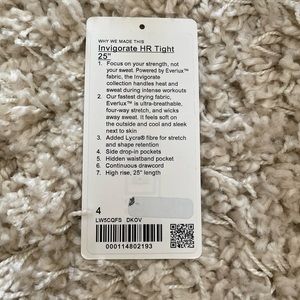 WHY WE MADE THIS
Invigorate HR Tight
25"
1. Focus on your strength, not
your sweat. Powered by Everlux™
fabric, the Invigorate
collection handles heat and
sweat during intense workouts
2. Our fastest drying fabric,
Everlux™ is ultra-breathable,
four-way stretch, and wicks
away sweat. It feels soft on
the outside and cool and sleek
next to skin
3. Added Lycra® fibre for stretch
and shape retention
4. Side drop-in pockets
5. Hidden waistband pocket
6. Continuous drawcord
7. High rise, 25" length
4
LW5CQFS DKOV
000114802193